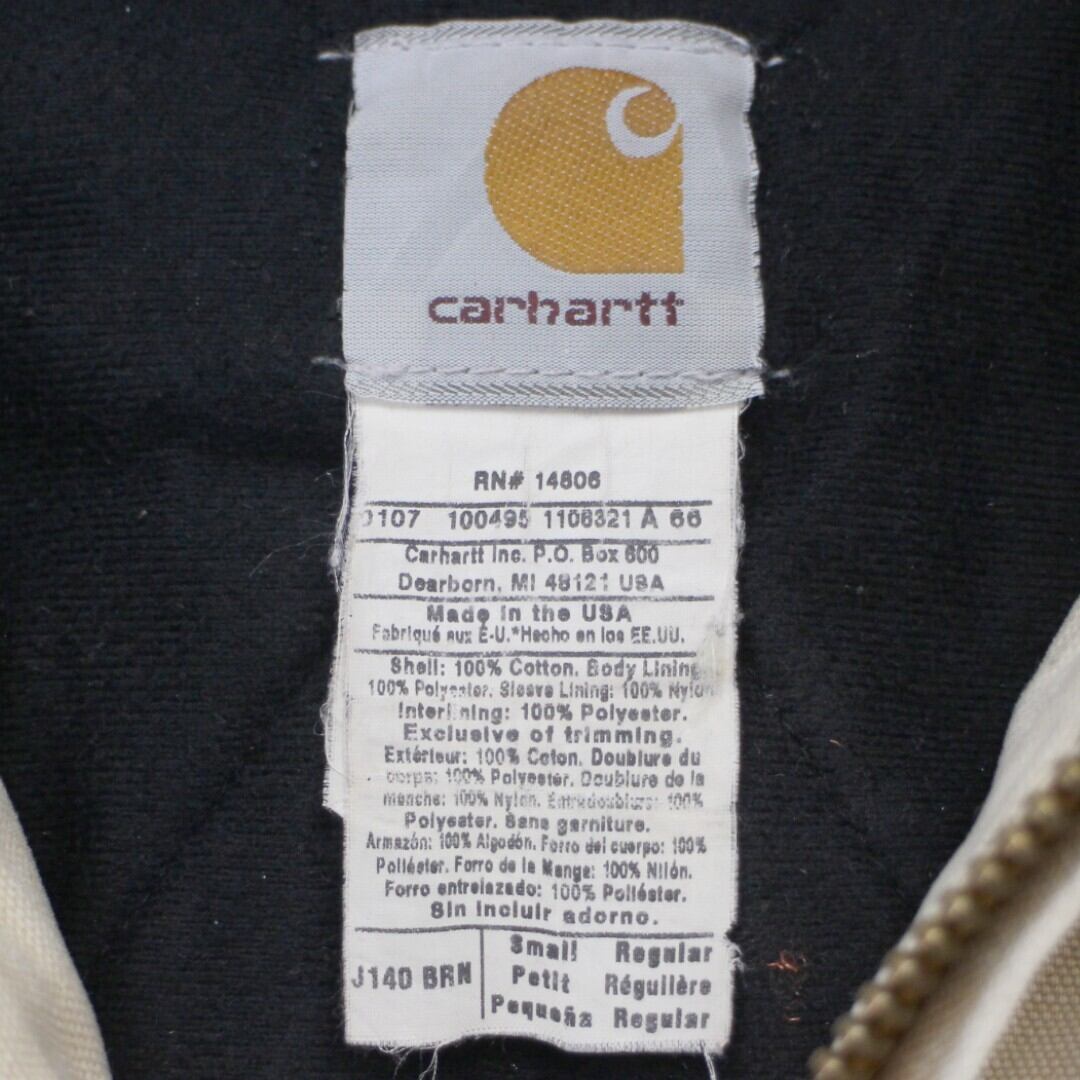 carhartt
RN# 14806
0107 100495 1106321 A 66
Carhartt Inc. P.O. Box 600
Dearborn, MI 48121 USA
Made in the USA
Fabriqué aux E-U.*Hecho en los EE.UU.
Shell: 100% Cotton. Body Lining
100% Polyester. Sleeve Lining: 100% Nylon
Interlining: 100% Polyester.
Exclusive of trimming.
Extérieur: 100% Coton. Doublure du
corps: 100% Polyester. Doublure de la
manche: 100% Nylon. Entredoublure: 100%
Polyester. Sans garniture.
Armazón: 100% Algodón. Forro del cuerpo: 100%
Poliéster. Forro de la Manga: 100% Nilón.
Forro entrelazado: 100% Poliéster.
Sin incluir adorno.
J140 BRN
Small Regular
Petit Régulière
Pequeña Regular